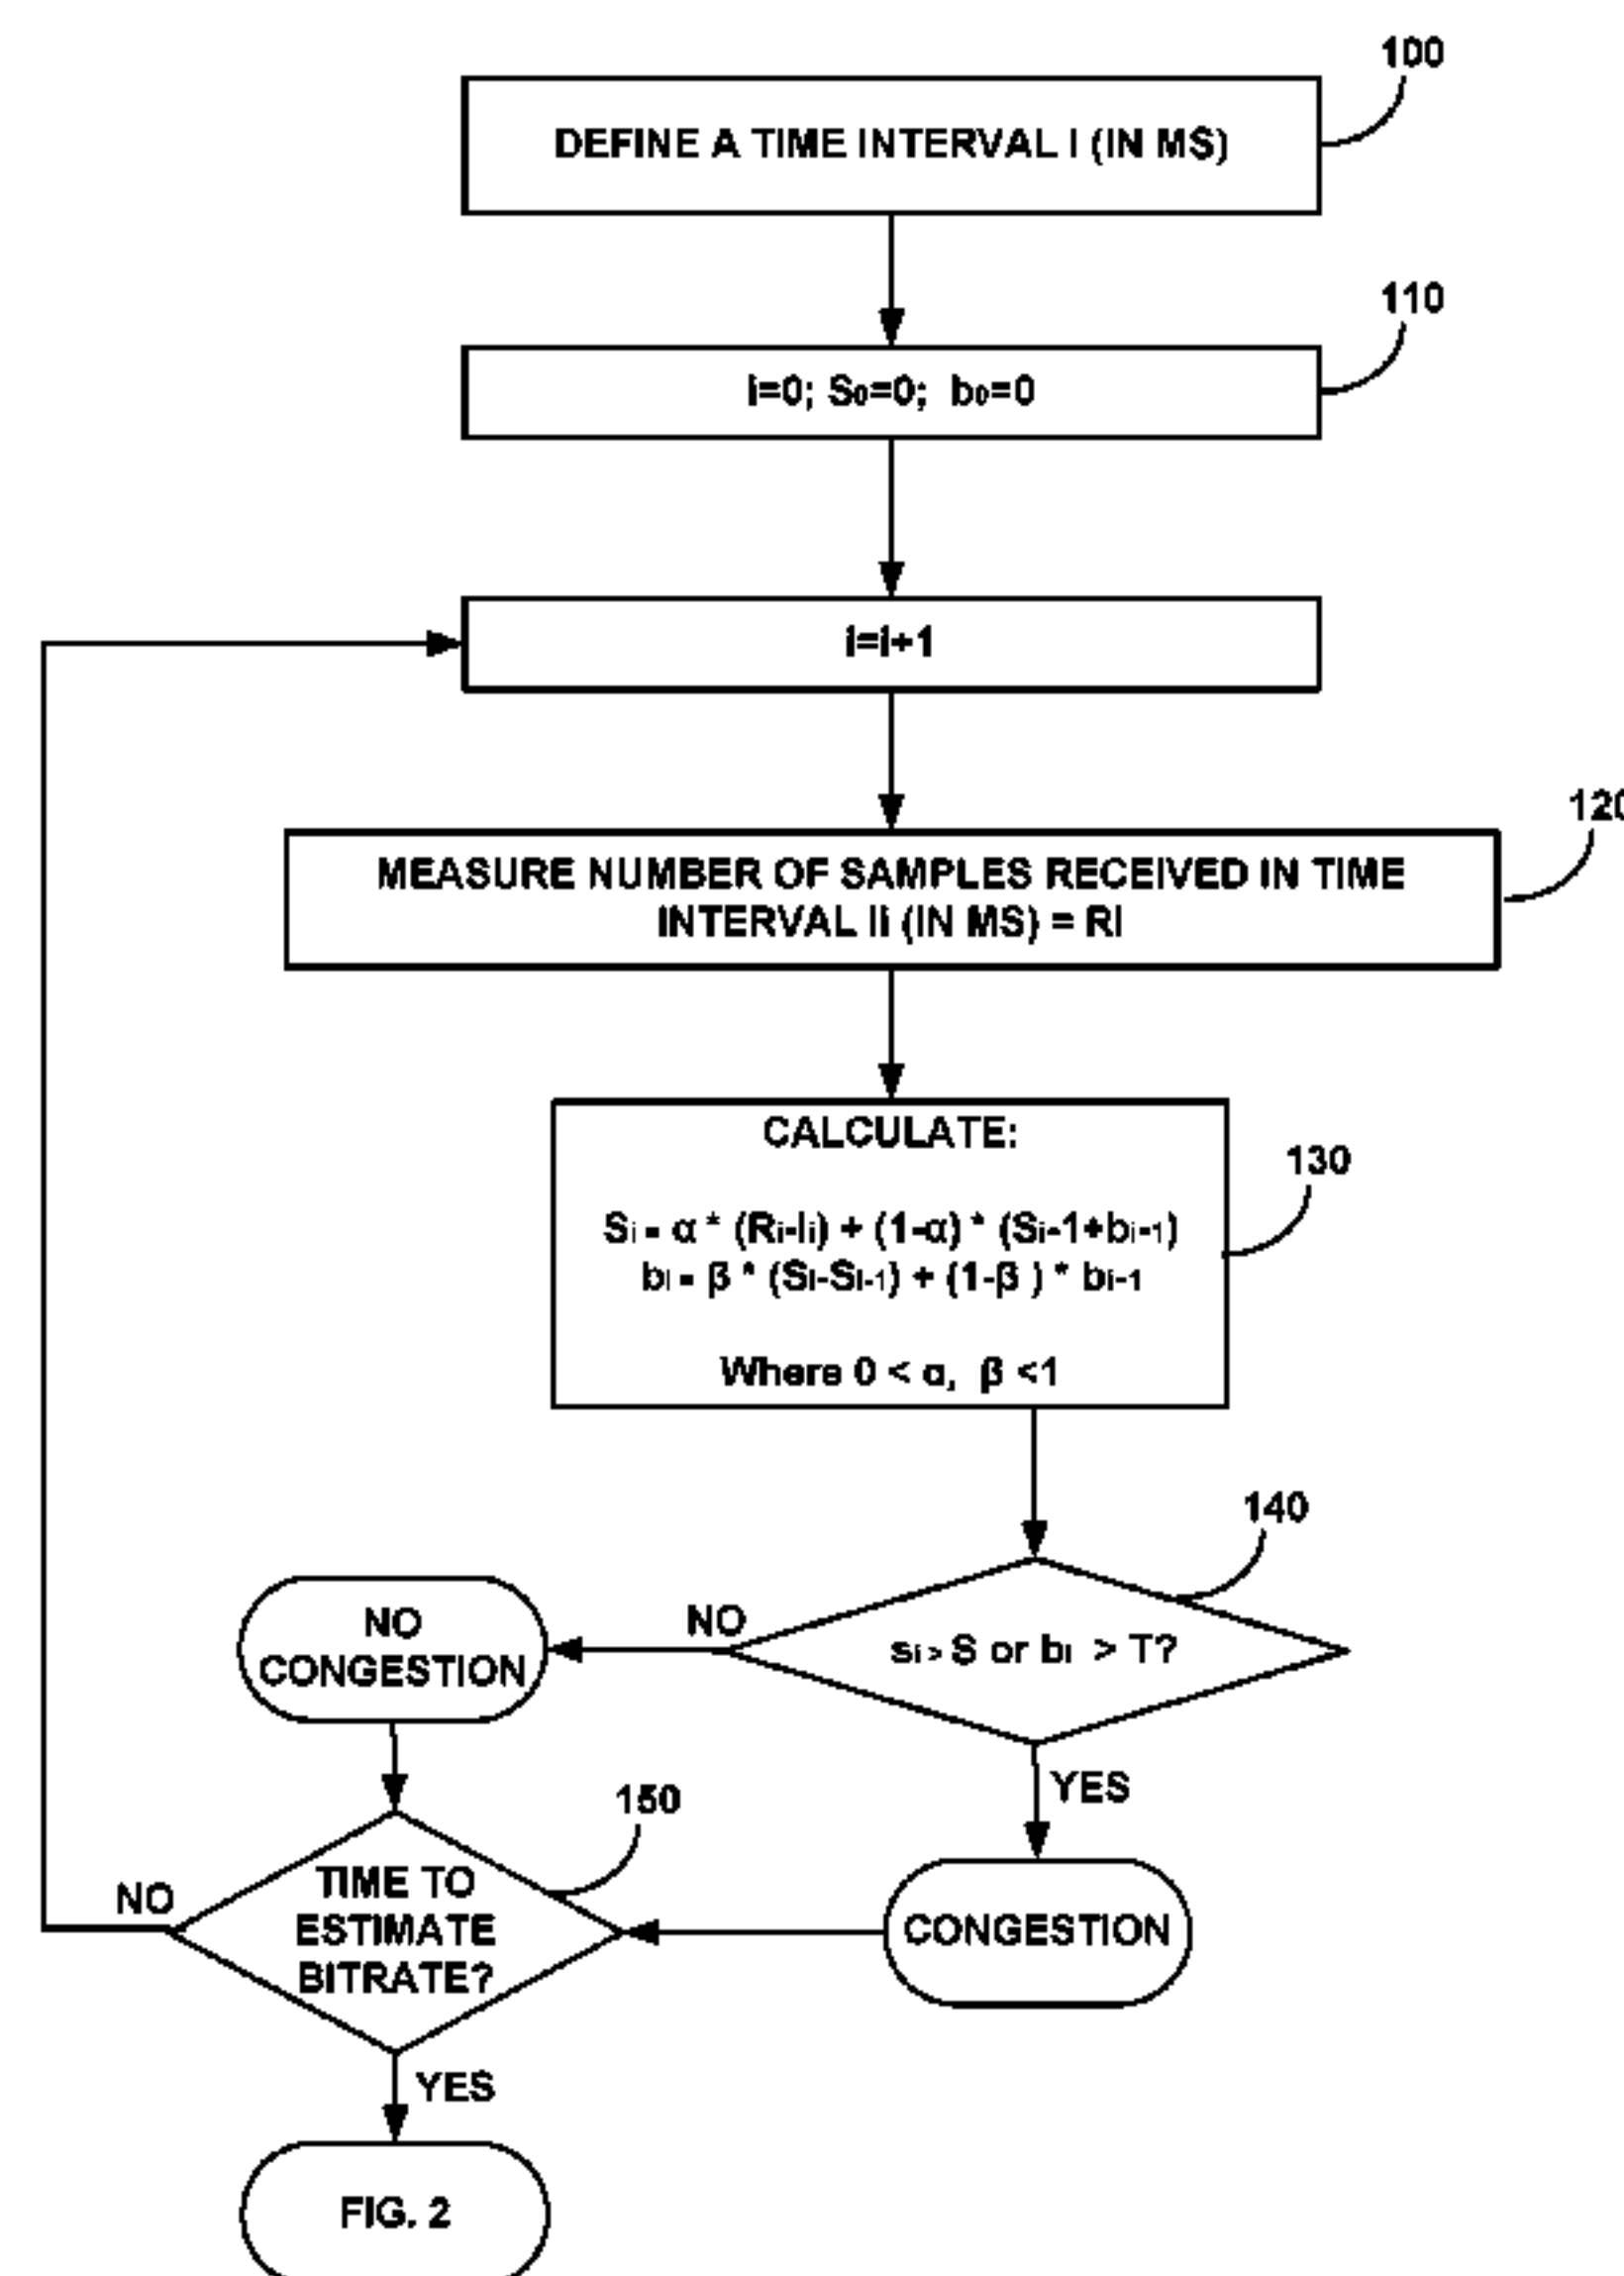 100
DEFINE A TIME INTERVAL I (IN MS)
110
i=0; S₀=0; b₀=0
i=i+1
120
MEASURE NUMBER OF SAMPLES RECEIVED IN TIME
INTERVAL Ii (IN MS) = RI
CALCULATE:
130
Si - α * (Ri-Ii) + (1-α) * (Si-1+bi-1)
bi - β * (Si-Si-1) + (1-β ) * bi-1
Where 0 < α, β <1
140
NO
CONGESTION
NO
si > S or bi > T?
YES
150
TIME TO
ESTIMATE
BITRATE?
NO
CONGESTION
YES
FIG. 2